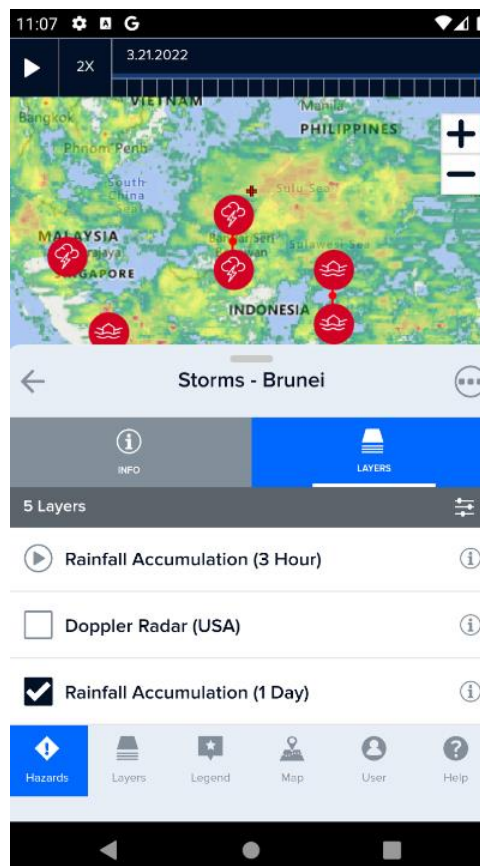 11:07 A G
2X 3.21.2022
VIETNAM Manila
Bangkok
PHILIPPINES
Phnom Penh
South
China
Sea Sulu Sea
MALAYSIA
Bandar Seri Sulawesi Sea
SINGAPORE
INDONESIA
Storms - Brunei
INFO LAYERS
5 Layers
Rainfall Accumulation (3 Hour)
Doppler Radar (USA)
Rainfall Accumulation (1 Day)
Hazards Layers Legend Map User Help